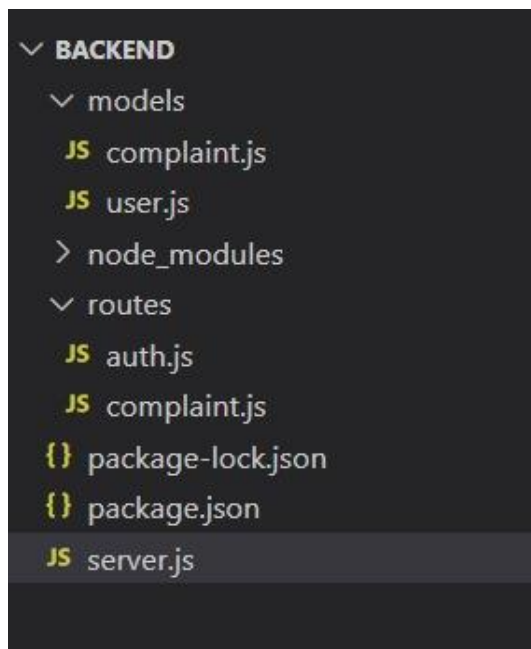 BACKEND
models
JS complaint.js
JS user.js
node_modules
routes
JS auth.js
JS complaint.js
{} package-lock.json
{} package.json
JS server.js